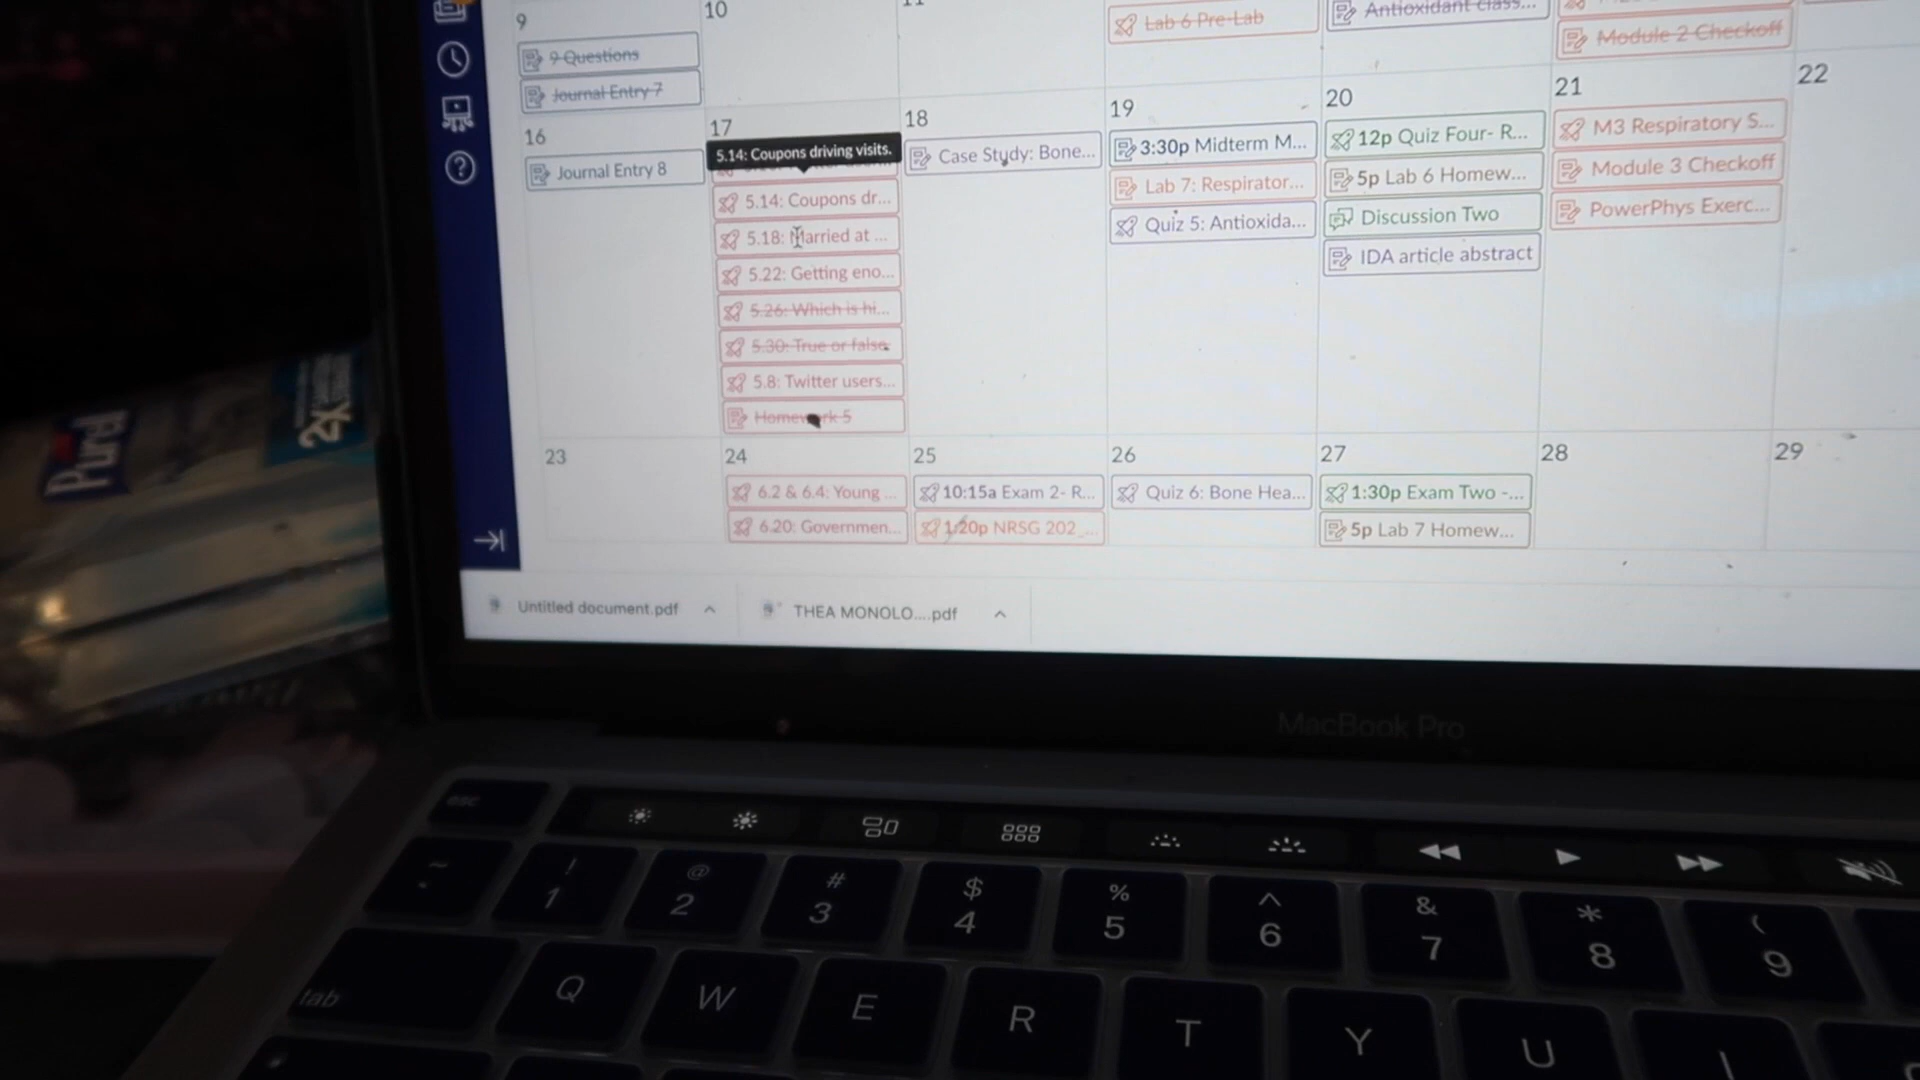 9
10
11
9 Questions
Journal Entry 7
Lab 6 Pre-Lab
Antioxidant class...
Module 2 Checkoff
16
17
18
19
20
21
22
Journal Entry 8
5.14: Coupons driving visits.
5.14: Coupons dr...
5.18: Married at ...
5.22: Getting eno...
5.26: Which is hi...
5.30: True or false.
5.8: Twitter users...
Homework 5
Case Study: Bone...
3:30p Midterm M...
Lab 7: Respirator...
Quiz 5: Antioxida...
12p Quiz Four- R...
5p Lab 6 Homew...
Discussion Two
IDA article abstract
M3 Respiratory S...
Module 3 Checkoff
PowerPhys Exerc...
23
24
25
26
27
28
29
6.2 & 6.4: Young ...
6.20: Governmen...
10:15a Exam 2- R...
1:20p NRSG 202_...
Quiz 6: Bone Hea...
1:30p Exam Two -...
5p Lab 7 Homew...
Untitled document.pdf
THEA MONOLO....pdf
Purell
2X
MacBook Pro
esc
~ ! @ # $ % ^ & * (
` 1 2 3 4 5 6 7 8 9
tab Q W E R T Y U I